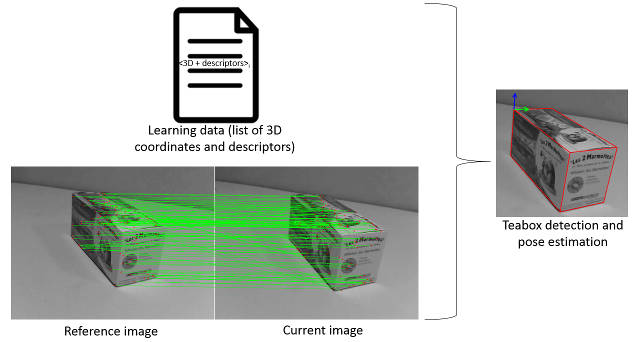 <3D + descriptors>i
Learning data (list of 3D
coordinates and descriptors)
Les 2 Marmottes
Les 2 Marmottes
Les 2 Marmottes
Reference image
Current image
Teabox detection and
pose estimation